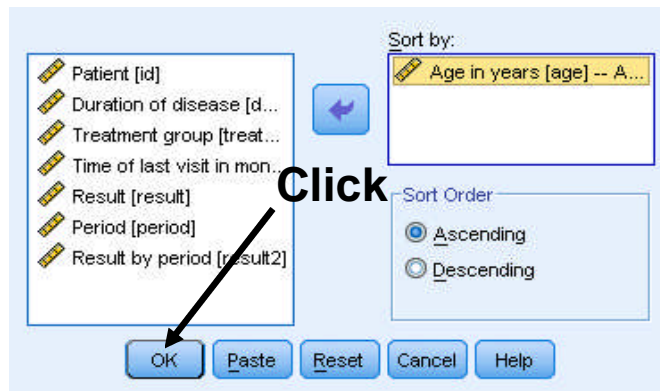 Sort by:
Patient [id]
Duration of disease [d...
Treatment group [treat...
Time of last visit in mon...
Result [result]
Period [period]
Result by period [result2]
Age in years [age] -- A...
Click
Sort Order
Ascending
Descending
OK Paste Reset Cancel Help